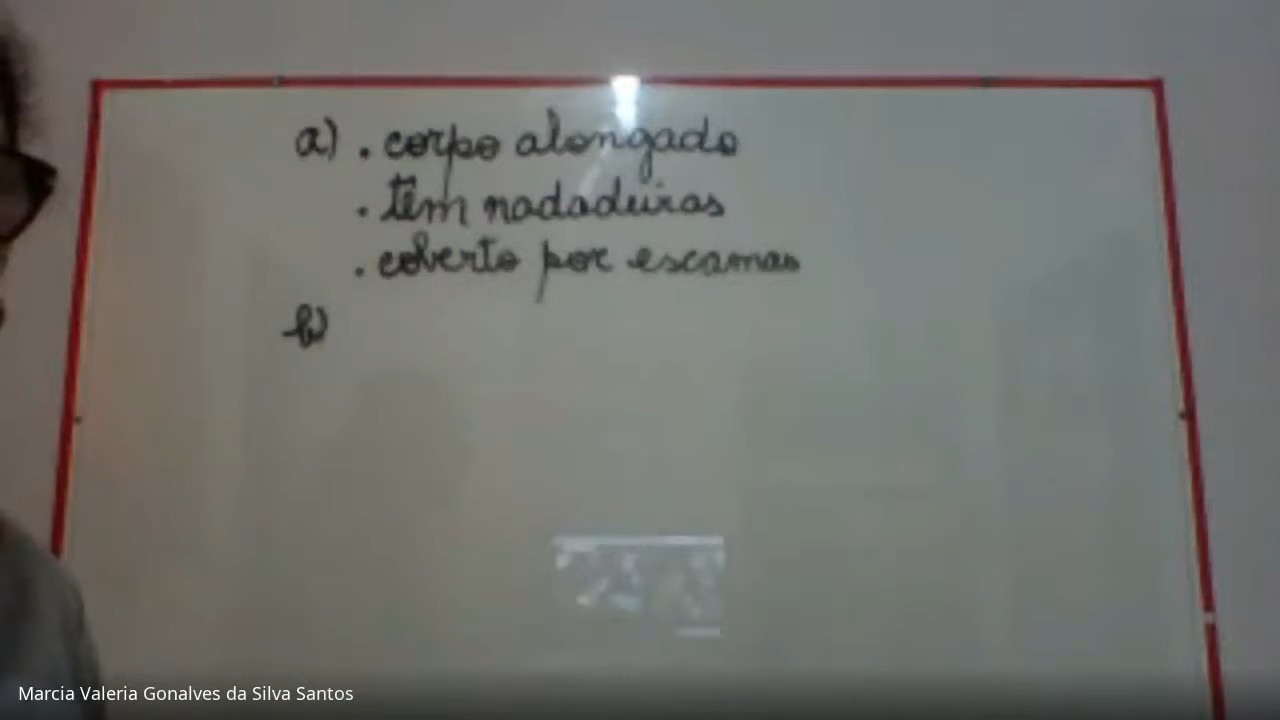 a) . corpo alongado
. têm nadadeiras
. coberto por escamas
b)
Marcia Valeria Gonalves da Silva Santos